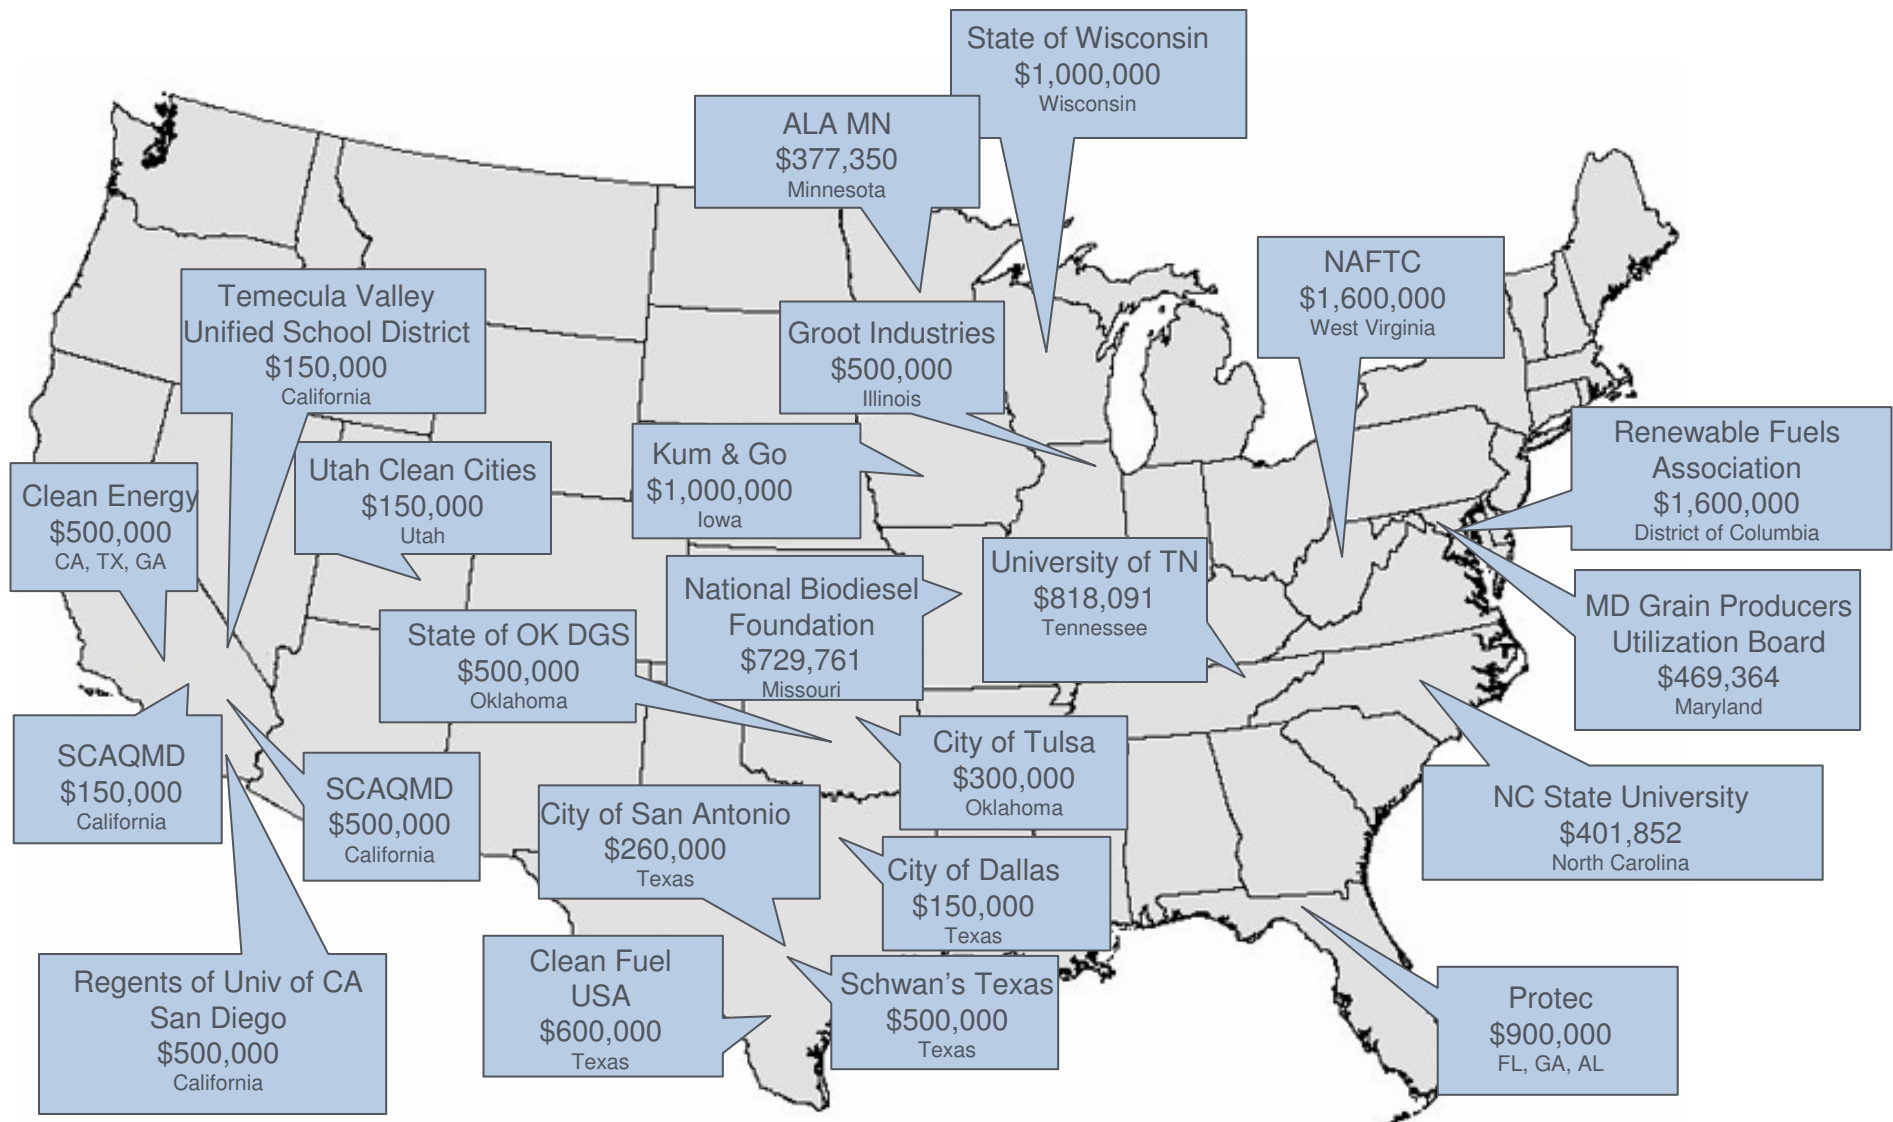 State of Wisconsin
$1,000,000
Wisconsin
ALA MN
$377,350
Minnesota
NAFTC
$1,600,000
West Virginia
Temecula Valley
Unified School District
$150,000
California
Groot Industries
$500,000
Illinois
Renewable Fuels
Association
$1,600,000
District of Columbia
Kum & Go
$1,000,000
Iowa
Utah Clean Cities
$150,000
Utah
Clean Energy
$500,000
CA, TX, GA
University of TN
$818,091
Tennessee
National Biodiesel
Foundation
$729,761
Missouri
MD Grain Producers
Utilization Board
$469,364
Maryland
State of OK DGS
$500,000
Oklahoma
SCAQMD
$150,000
California
SCAQMD
$500,000
California
City of Tulsa
$300,000
Oklahoma
NC State University
$401,852
North Carolina
City of San Antonio
$260,000
Texas
City of Dallas
$150,000
Texas
Clean Fuel
USA
$600,000
Texas
Schwan’s Texas
$500,000
Texas
Regents of Univ of CA
San Diego
$500,000
California
Protec
$900,000
FL, GA, AL